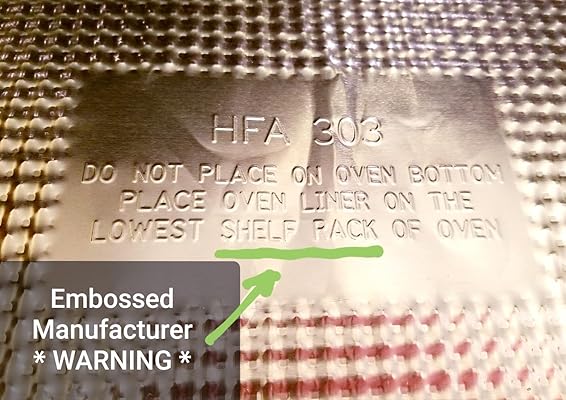 HFA 303
DO NOT PLACE ON OVEN BOTTOM
PLACE OVEN LINER ON THE
LOWEST SHELF RACK OF OVEN
Embossed
Manufacturer
* WARNING *